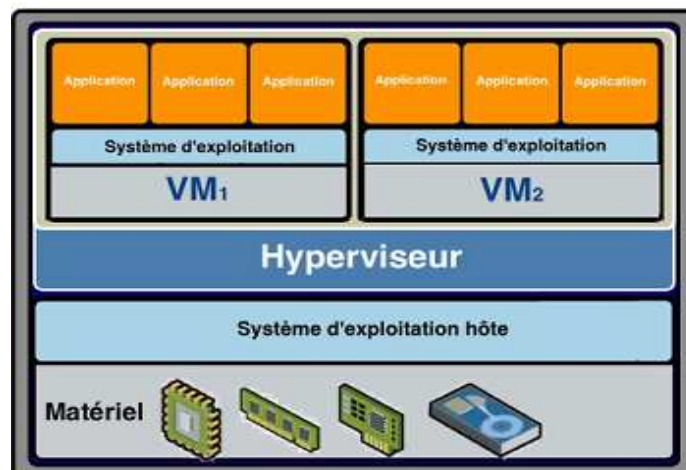 Application Application Application Application Application Application
Système d'exploitation Système d'exploitation
VM1 VM2
Hyperviseur
Système d'exploitation hôte
Matériel